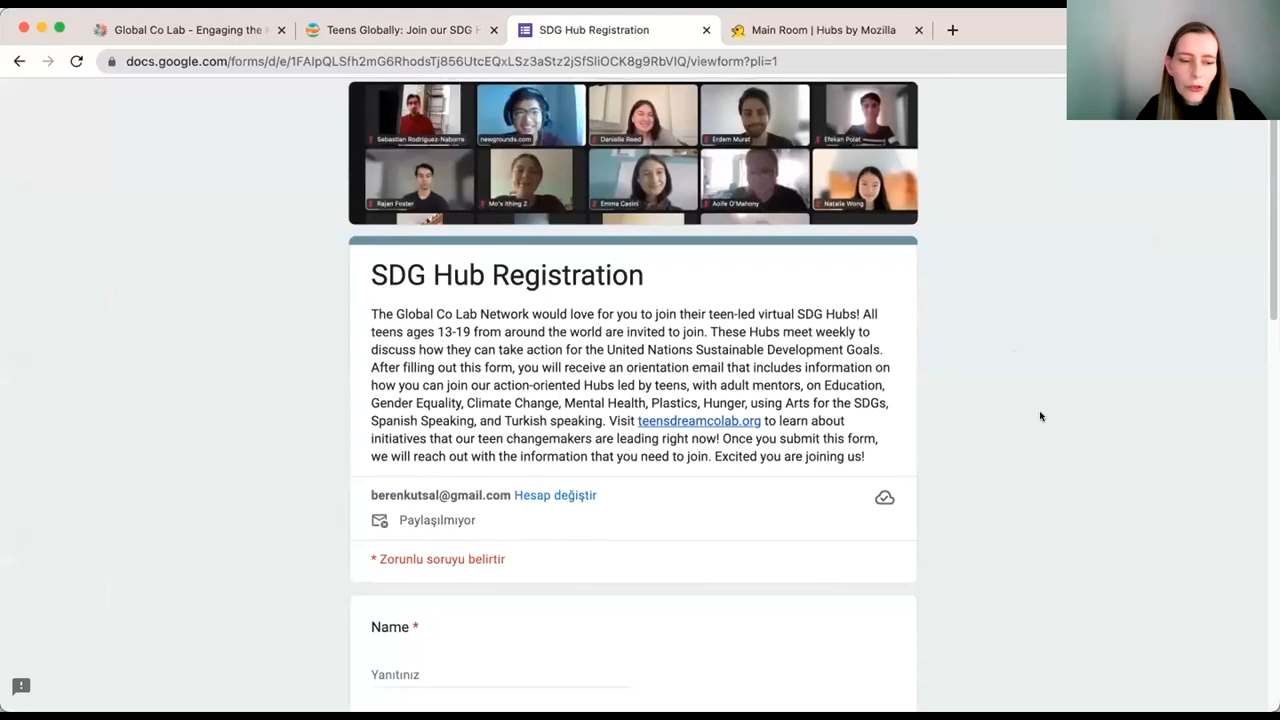 Global Co Lab - Engaging the
Teens Globally: Join our SDG H
SDG Hub Registration
Main Room | Hubs by Mozilla
docs.google.com/forms/d/e/1FAIpQLSfh2mG6RhodsTj856UtcEQxLSz3aStz2jSfSliOCK8g9RbVIQ/viewform?pli=1
Sebastian Rodriguez-Naborre
newgrounds.com
Danielle Reed
Erdem Murat
Efekan Polat
Rajan Foster
Mo's Ithing 2
Emma Casini
Aoife O'Mahony
Natalie Wong
SDG Hub Registration
The Global Co Lab Network would love for you to join their teen-led virtual SDG Hubs! All
teens ages 13-19 from around the world are invited to join. These Hubs meet weekly to
discuss how they can take action for the United Nations Sustainable Development Goals.
After filling out this form, you will receive an orientation email that includes information on
how you can join our action-oriented Hubs led by teens, with adult mentors, on Education,
Gender Equality, Climate Change, Mental Health, Plastics, Hunger, using Arts for the SDGs,
Spanish Speaking, and Turkish speaking. Visit teensdreamcolab.org to learn about
initiatives that our teen changemakers are leading right now! Once you submit this form,
we will reach out with the information that you need to join. Excited you are joining us!
berenkutsal@gmail.com Hesap değiştir
Paylaşılmıyor
* Zorunlu soruyu belirtir
Name *
Yanıtınız